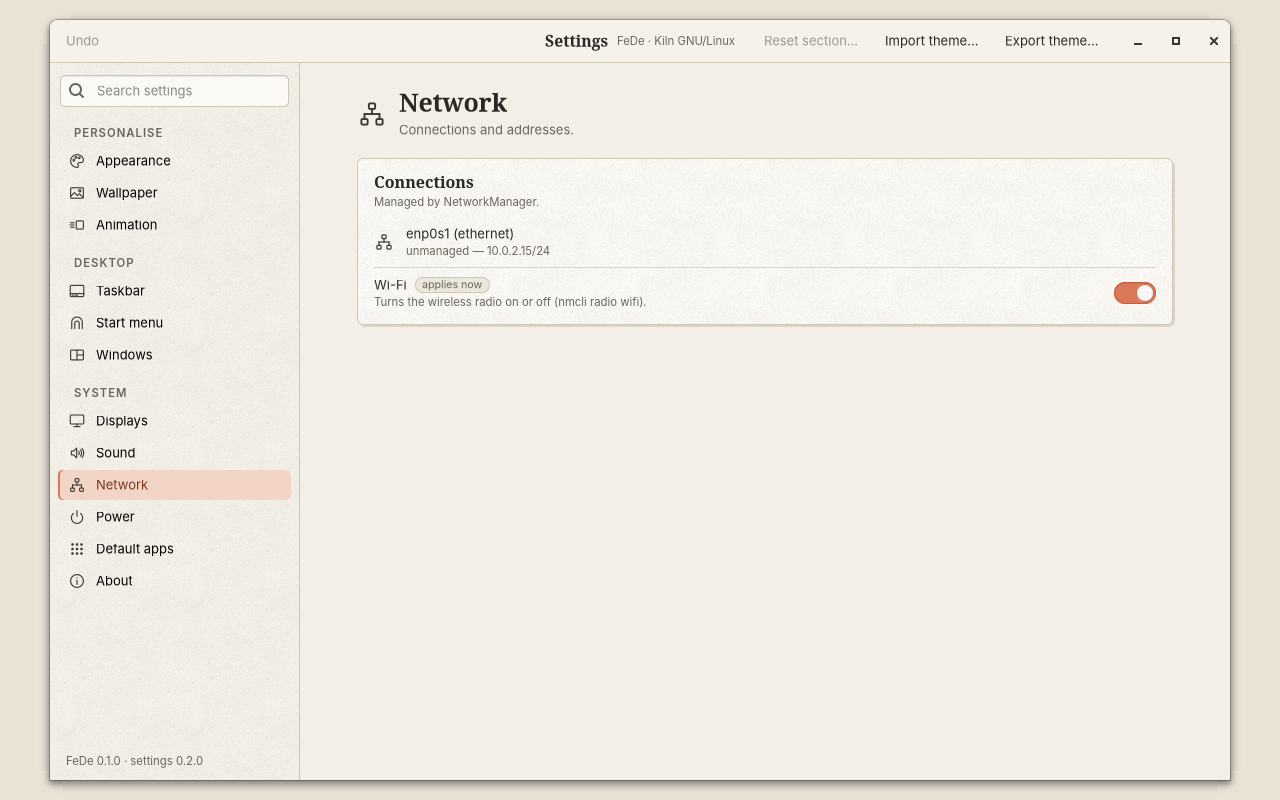 Undo
Settings FeDe · Kiln GNU/Linux
Reset section...
Import theme...
Export theme...
Search settings
PERSONALISE
Appearance
Wallpaper
Animation
DESKTOP
Taskbar
Start menu
Windows
SYSTEM
Displays
Sound
Network
Power
Default apps
About
FeDe 0.1.0 · settings 0.2.0
Network
Connections and addresses.
Connections
Managed by NetworkManager.
enp0s1 (ethernet)
unmanaged — 10.0.2.15/24
Wi-Fi applies now
Turns the wireless radio on or off (nmcli radio wifi).